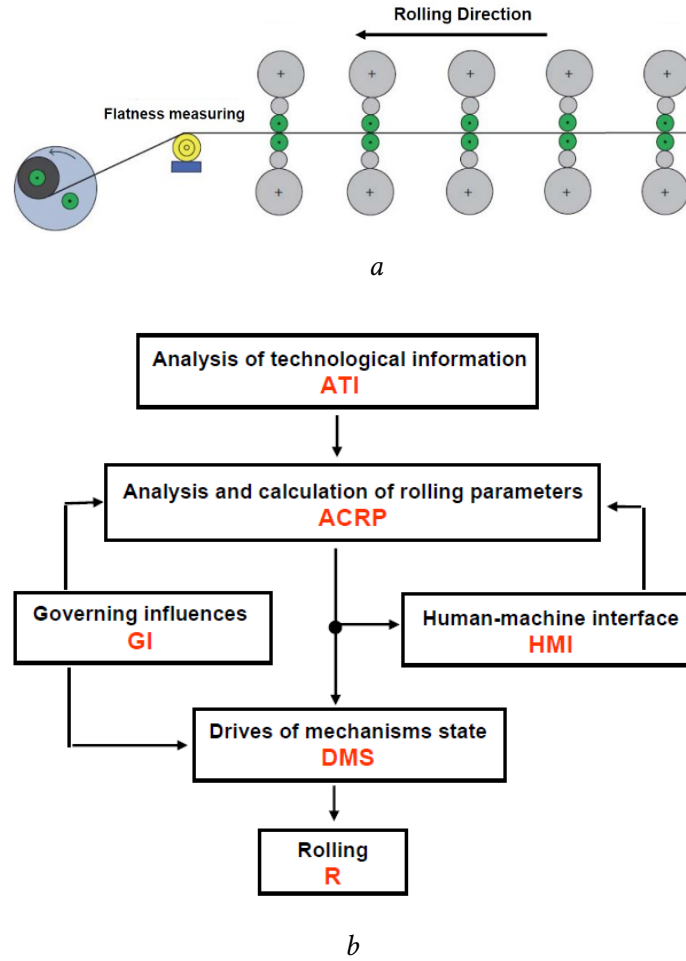 Rolling Direction
Flatness measuring
a
Analysis of technological information
ATI
Analysis and calculation of rolling parameters
ACRP
Governing influences
GI
Human-machine interface
HMI
Drives of mechanisms state
DMS
Rolling
R
b